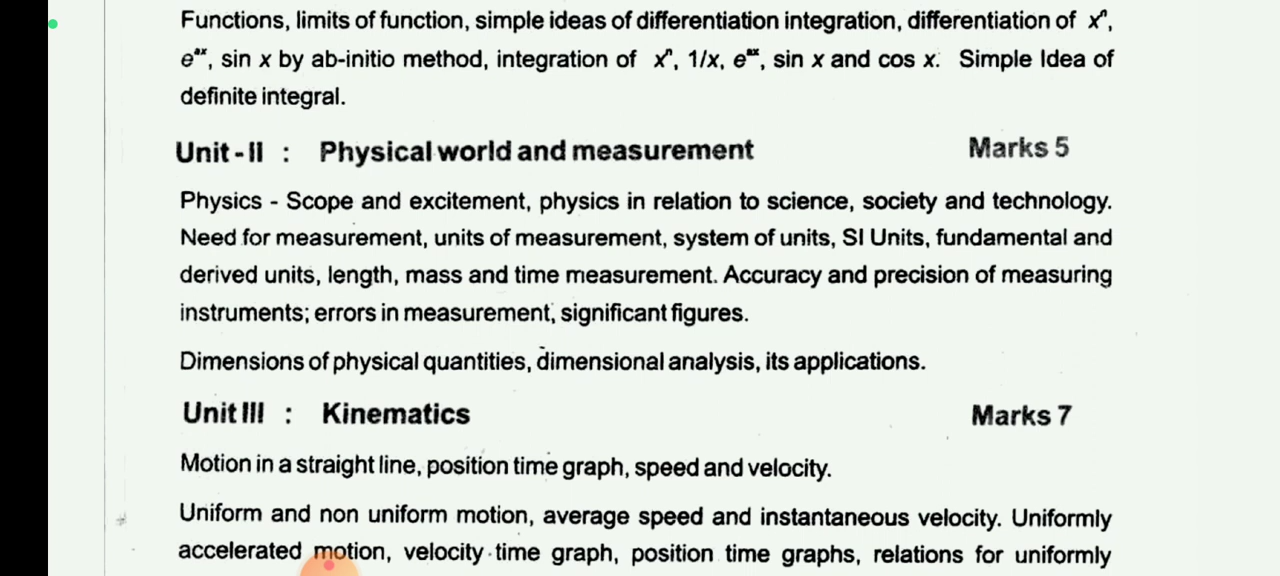 Functions, limits of function, simple ideas of differentiation integration, differentiation of xⁿ,
eᵃˣ, sin x by ab-initio method, integration of xⁿ, 1/x, eᵃˣ, sin x and cos x. Simple Idea of
definite integral.
Unit - II : Physical world and measurement Marks 5
Physics - Scope and excitement, physics in relation to science, society and technology.
Need for measurement, units of measurement, system of units, SI Units, fundamental and
derived units, length, mass and time measurement. Accuracy and precision of measuring
instruments; errors in measurement, significant figures.
Dimensions of physical quantities, dimensional analysis, its applications.
Unit III : Kinematics Marks 7
Motion in a straight line, position time graph, speed and velocity.
Uniform and non uniform motion, average speed and instantaneous velocity. Uniformly
accelerated motion, velocity time graph, position time graphs, relations for uniformly